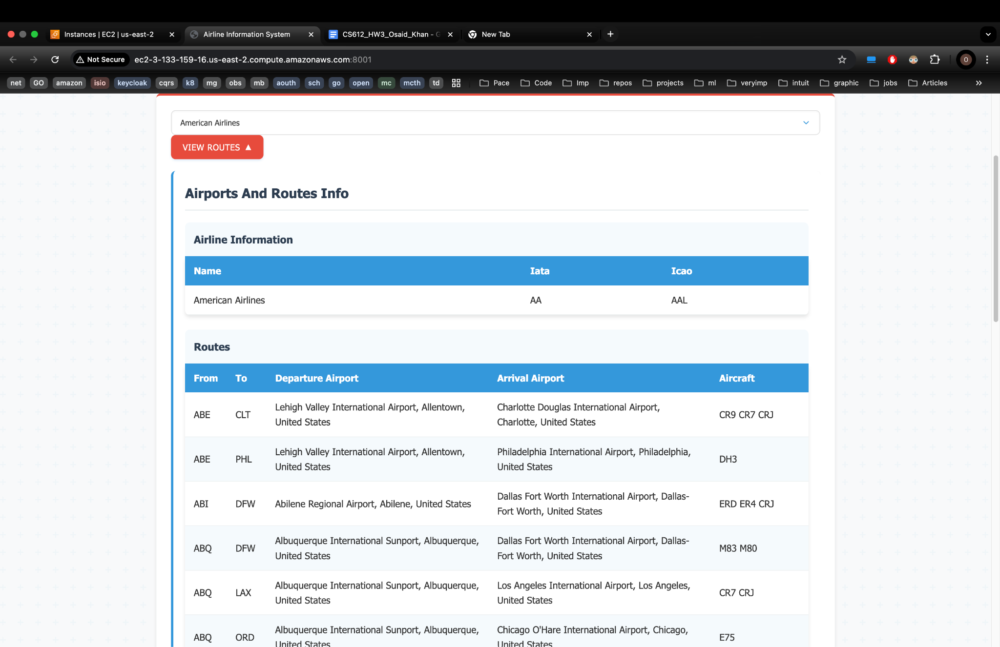 Instances | EC2 | us-east-2
Airline Information System
CS612_HW3_Osaid_Khan - G
New Tab
Not Secure
ec2-3-133-159-16.us-east-2.compute.amazonaws.com:8001
O
net GO amazon isio keycloak cqrs k8 mg obs mb aouth sch go open mc mcth td Pace Code Imp repos projects ml veryimp intuit graphic jobs Articles
American Airlines
VIEW ROUTES ▲
Airports And Routes Info
Airline Information
Name Iata Icao
American Airlines AA AAL
Routes
From To Departure Airport Arrival Airport Aircraft
ABE CLT Lehigh Valley International Airport, Allentown, United States Charlotte Douglas International Airport, Charlotte, United States CR9 CR7 CRJ
ABE PHL Lehigh Valley International Airport, Allentown, United States Philadelphia International Airport, Philadelphia, United States DH3
ABI DFW Abilene Regional Airport, Abilene, United States Dallas Fort Worth International Airport, Dallas-Fort Worth, United States ERD ER4 CRJ
ABQ DFW Albuquerque International Sunport, Albuquerque, United States Dallas Fort Worth International Airport, Dallas-Fort Worth, United States M83 M80
ABQ LAX Albuquerque International Sunport, Albuquerque, United States Los Angeles International Airport, Los Angeles, United States CR7 CRJ
ABQ ORD Albuquerque International Sunport, Albuquerque, United States Chicago O'Hare International Airport, Chicago, United States E75